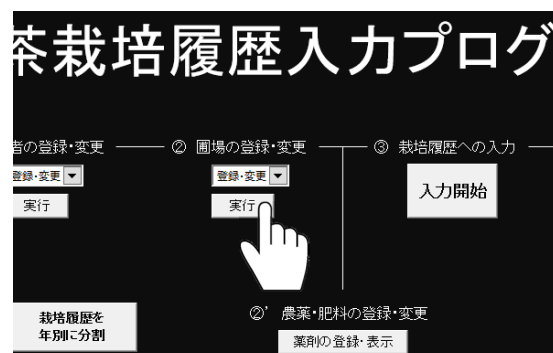 茶栽培履歴入力プログ
者の登録・変更
② 圃場の登録・変更
③ 栽培履歴への入力
登録・変更
登録・変更
実行
実行
入力開始
栽培履歴を
年別に分割
②’ 農薬・肥料の登録・変更
薬剤の登録・表示